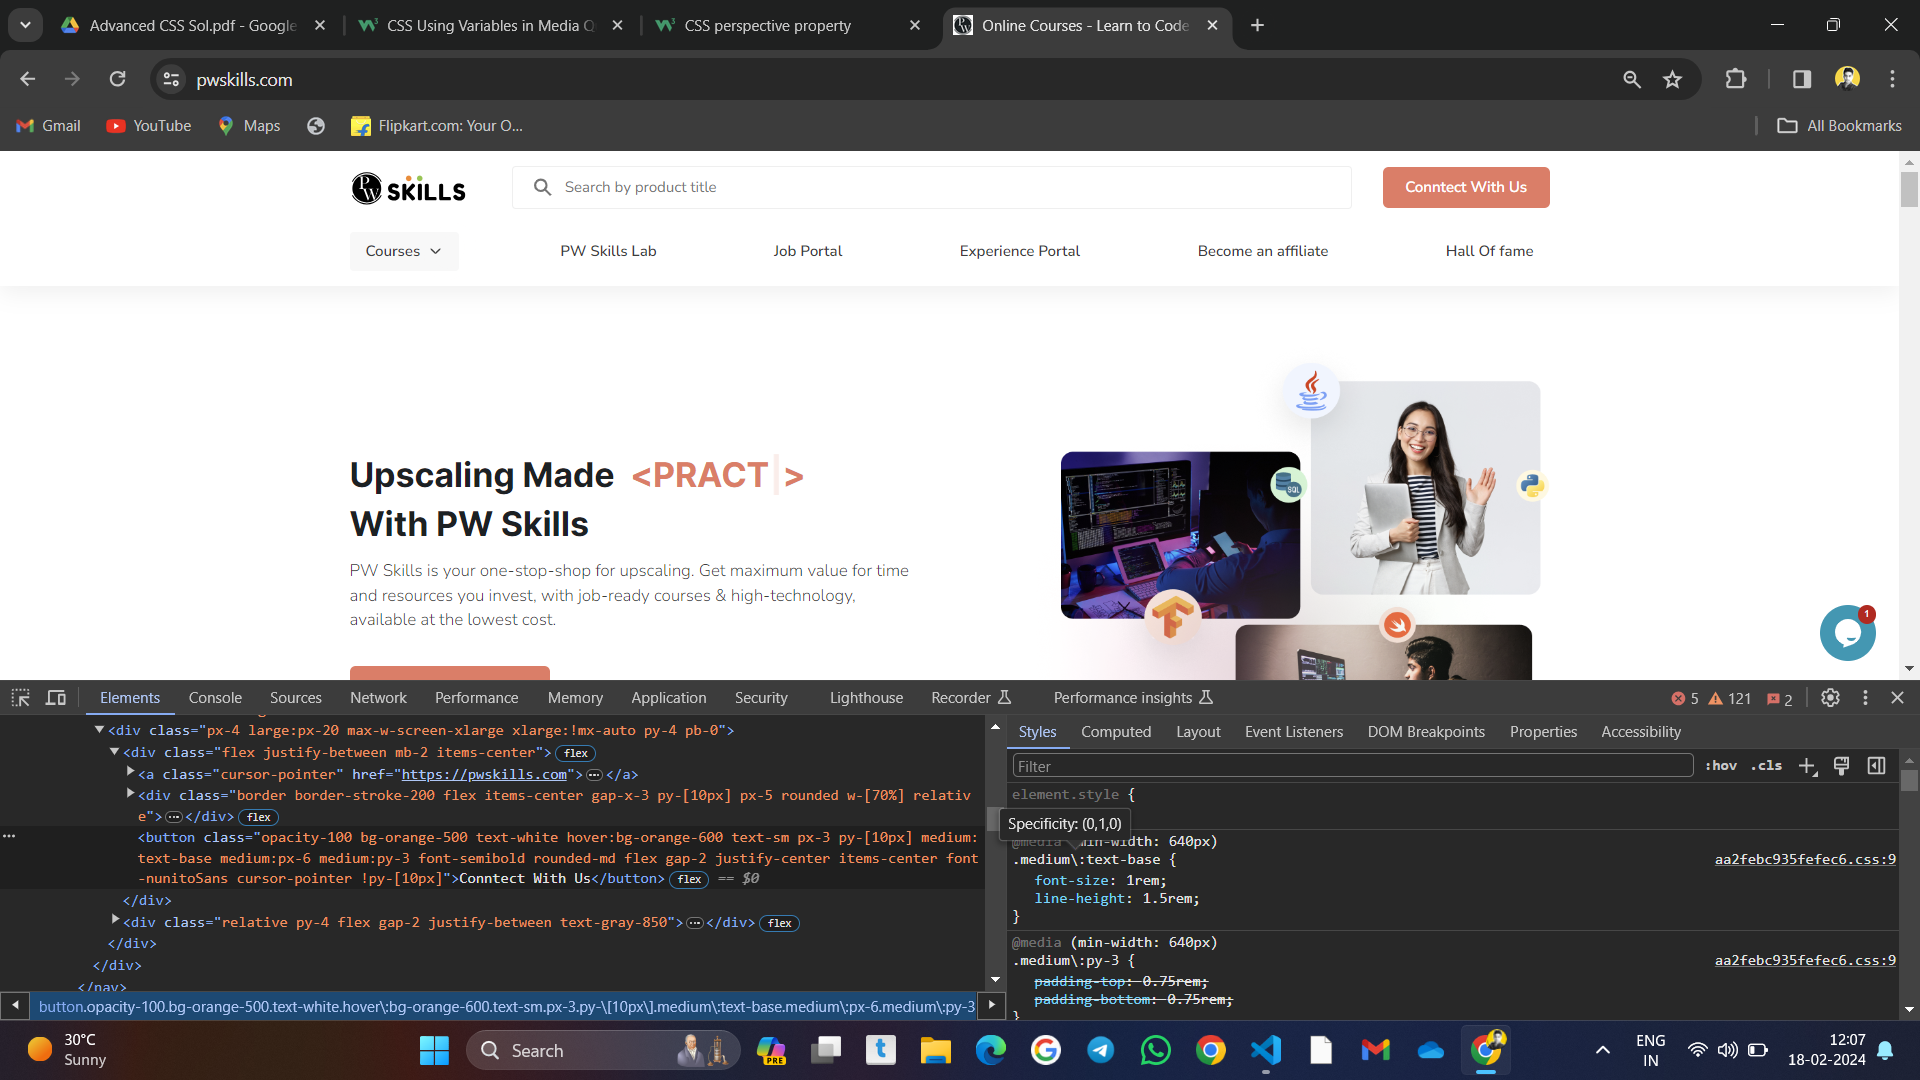 Advanced CSS Sol.pdf - Google
CSS Using Variables in Media Q
CSS perspective property
Online Courses - Learn to Code
pwskills.com
Gmail
YouTube
Maps
Flipkart.com: Your O...
All Bookmarks
PW SKILLS
Search by product title
Conntect With Us
Courses
PW Skills Lab
Job Portal
Experience Portal
Become an affiliate
Hall Of fame
Upscaling Made <PRACT|>
With PW Skills
PW Skills is your one-stop-shop for upscaling. Get maximum value for time
and resources you invest, with job-ready courses & high-technology,
available at the lowest cost.
SQL
1
Elements
Console
Sources
Network
Performance
Memory
Application
Security
Lighthouse
Recorder
Performance insights
5
121
2
<div class="px-4 large:px-20 max-w-screen-xlarge xlarge:!mx-auto py-4 pb-0">
<div class="flex justify-between mb-2 items-center"> flex
<a class="cursor-pointer" href="https://pwskills.com">…</a>
<div class="border border-stroke-200 flex items-center gap-x-3 py-[10px] px-5 rounded w-[70%] relativ
e">…</div> flex
<button class="opacity-100 bg-orange-500 text-white hover:bg-orange-600 text-sm px-3 py-[10px] medium:
text-base medium:px-6 medium:py-3 font-semibold rounded-md flex gap-2 justify-center items-center font
-nunitoSans cursor-pointer !py-[10px]">Conntect With Us</button> flex == $0
</div>
<div class="relative py-4 flex gap-2 justify-between text-gray-850">…</div> flex
</div>
</div>
</nav>
button.opacity-100.bg-orange-500.text-white.hover\:bg-orange-600.text-sm.px-3.py-\[10px\].medium\:text-base.medium\:px-6.medium\:py-3
Styles
Computed
Layout
Event Listeners
DOM Breakpoints
Properties
Accessibility
Filter
:hov
.cls
element.style {
Specificity: (0,1,0)
@media (min-width: 640px)
.medium\:text-base {
aa2febc935fefec6.css:9
font-size: 1rem;
line-height: 1.5rem;
}
@media (min-width: 640px)
.medium\:py-3 {
aa2febc935fefec6.css:9
padding-top: 0.75rem;
padding-bottom: 0.75rem;
}
30°C
Sunny
Search
PRE
ENG
IN
12:07
18-02-2024